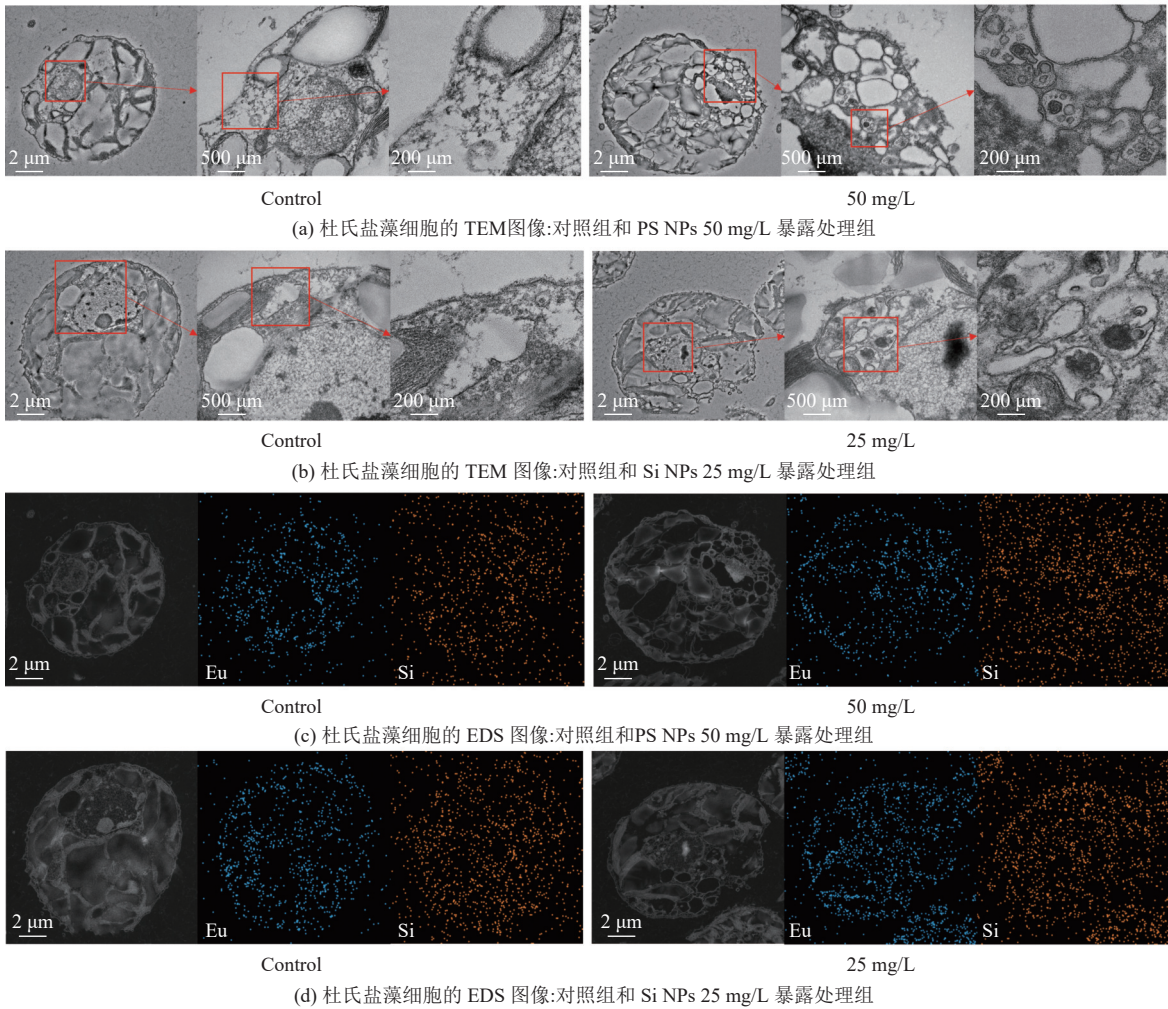 2 μm 500 μm 200 μm 2 μm 500 μm 200 μm
Control 50 mg/L
(a) 杜氏盐藻细胞的 TEM图像:对照组和 PS NPs 50 mg/L 暴露处理组
2 μm 500 μm 200 μm 2 μm 500 μm 200 μm
Control 25 mg/L
(b) 杜氏盐藻细胞的 TEM 图像:对照组和 Si NPs 25 mg/L 暴露处理组
2 μm Eu Si 2 μm Eu Si
Control 50 mg/L
(c) 杜氏盐藻细胞的 EDS 图像:对照组和PS NPs 50 mg/L 暴露处理组
2 μm Eu Si 2 μm Eu Si
Control 25 mg/L
(d) 杜氏盐藻细胞的 EDS 图像:对照组和 Si NPs 25 mg/L 暴露处理组